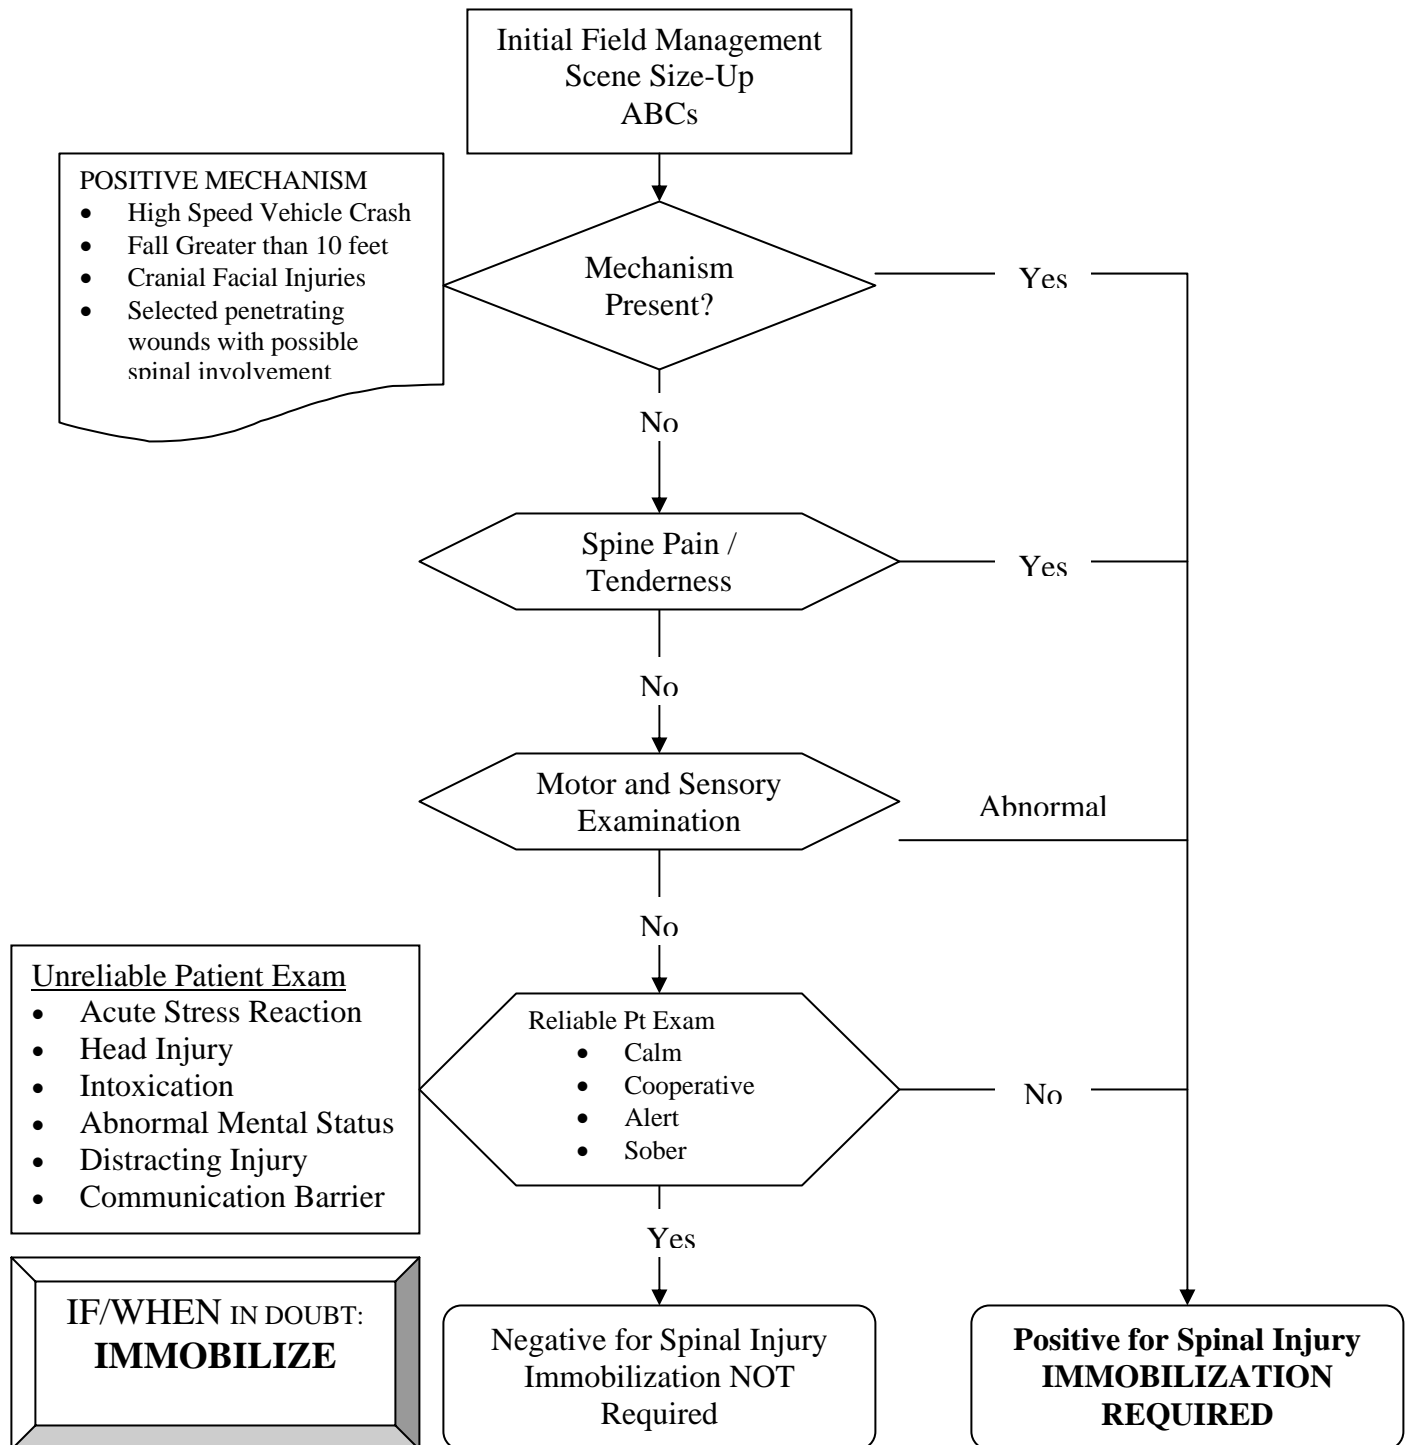 Initial Field Management
Scene Size-Up
ABCs
POSITIVE MECHANISM
• High Speed Vehicle Crash
• Fall Greater than 10 feet
• Cranial Facial Injuries
• Selected penetrating
wounds with possible
spinal involvement
Mechanism
Present?
Yes
No
Spine Pain /
Tenderness
Yes
No
Motor and Sensory
Examination
Abnormal
No
Unreliable Patient Exam
• Acute Stress Reaction
• Head Injury
• Intoxication
• Abnormal Mental Status
• Distracting Injury
• Communication Barrier
Reliable Pt Exam
• Calm
• Cooperative
• Alert
• Sober
No
Yes
IF/WHEN IN DOUBT:
IMMOBILIZE
Negative for Spinal Injury
Immobilization NOT
Required
Positive for Spinal Injury
IMMOBILIZATION
REQUIRED